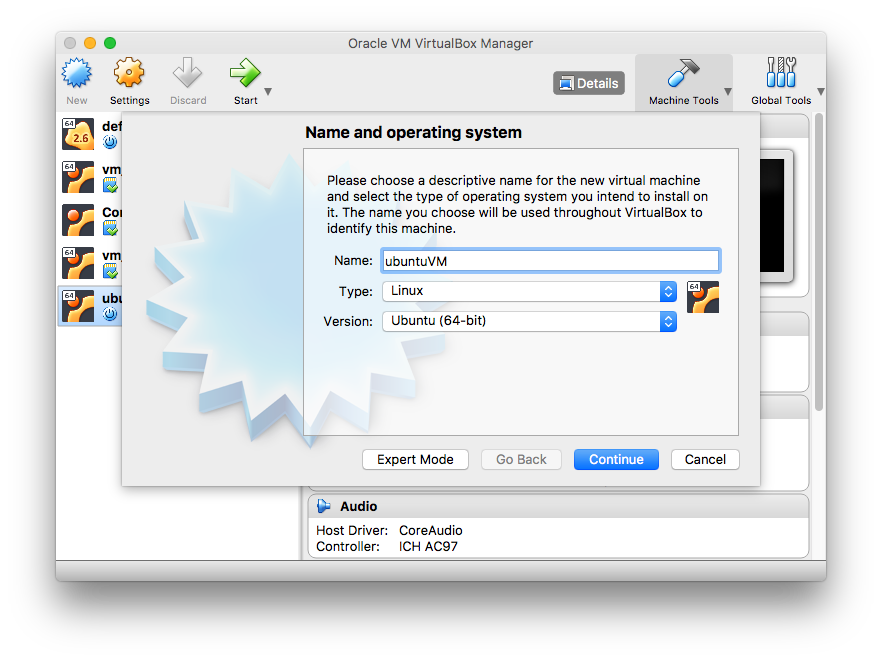 Oracle VM VirtualBox Manager
New
Settings
Discard
Start
Details
Machine Tools
Global Tools
64
2.6
64
vm
64
64
Name and operating system
Please choose a descriptive name for the new virtual machine
and select the type of operating system you intend to install on
it. The name you choose will be used throughout VirtualBox to
identify this machine.
Name: ubuntuVM
Type: Linux
64
Version: Ubuntu (64-bit)
Expert Mode
Go Back
Continue
Cancel
Audio
Host Driver: CoreAudio
Controller: ICH AC97